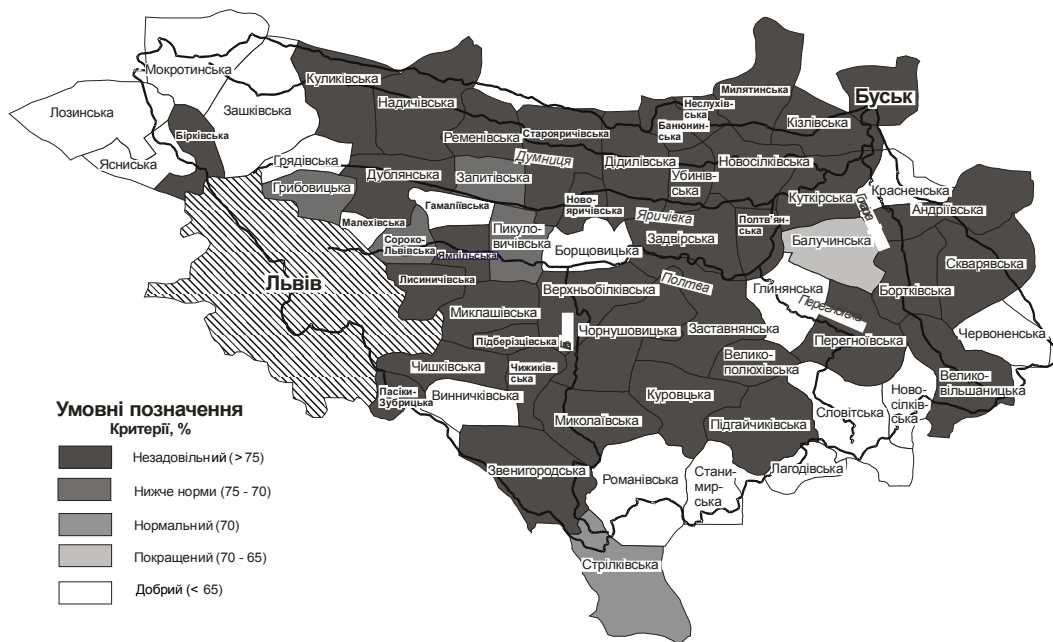 Мокротинська
Лозинська
Зашківська
Куликівська
Надичівська
Милятинська
Неслухів-
ська
Буськ
Бірківська
Ясниська
Ременівська
Старояричівська
Банюнин-
ська
Кізлівська
Грядівська
Думниця
Дідилівська
Новосілківська
Грибовицька
Дублянська
Запитівська
Убинів-
ська
Красненська
Андріївська
Гамаліївська
Ново-
яричівська
Яричівка
Куткірська
Малехівська
Сороко-
Львівська
Пикуло-
вичівська
Ямпільська
Борщовицька
Задвірська
Полтв'ян-
ська
Балучинська
Скварявська
Львів
Лисиничівська
Верхньобілківська
Полтва
Глинянська
Перегноївка
Бортківська
Миклашівська
Чорнушовицька
Заставнянська
Червоненська
Підберізцівська
Перегноївська
Чишківська
Чижиків-
ська
Велико-
полюхівська
Велико-
вільшаницька
Пасіки-
Зубрицька
Винничківська
Куровицька
Ново-
сілків-
ська
Миколаївська
Підгайчиківська
Словітська
Звенигородська
Романівська
Стани-
мир-
ська
Лагодівська
Стрілківська
Умовні позначення
Критерії, %
Незадовільний (> 75)
Нижче норми (75 - 70)
Нормальний (70)
Покращений (70 - 65)
Добрий (< 65)